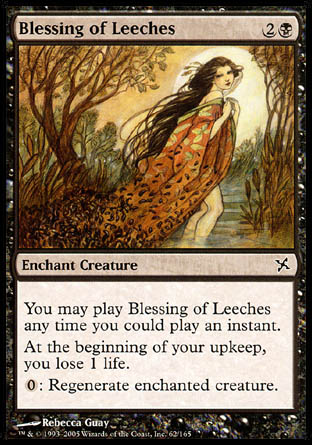 Blessing of Leeches 2
Enchant Creature
You may play Blessing of Leeches
any time you could play an instant.
At the beginning of your upkeep,
you lose 1 life.
0: Regenerate enchanted creature.
Rebecca Guay
™ & © 1993-2005 Wizards of the Coast, Inc. 62/165